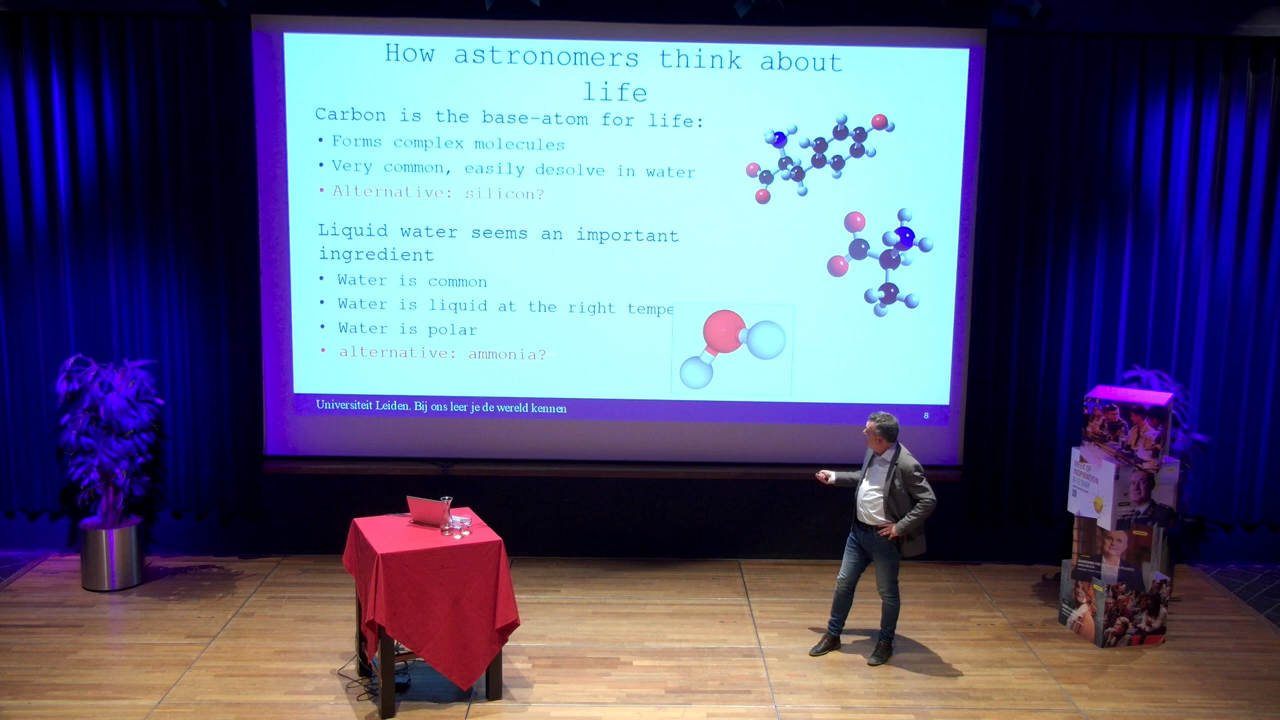 How astronomers think about
life
Carbon is the base-atom for life:
• Forms complex molecules
• Very common, easily desolve in water
• Alternative: silicon?
Liquid water seems an important
ingredient
• Water is common
• Water is liquid at the right tempe
• Water is polar
• alternative: ammonia?
Universiteit Leiden. Bij ons leer je de wereld kennen
8